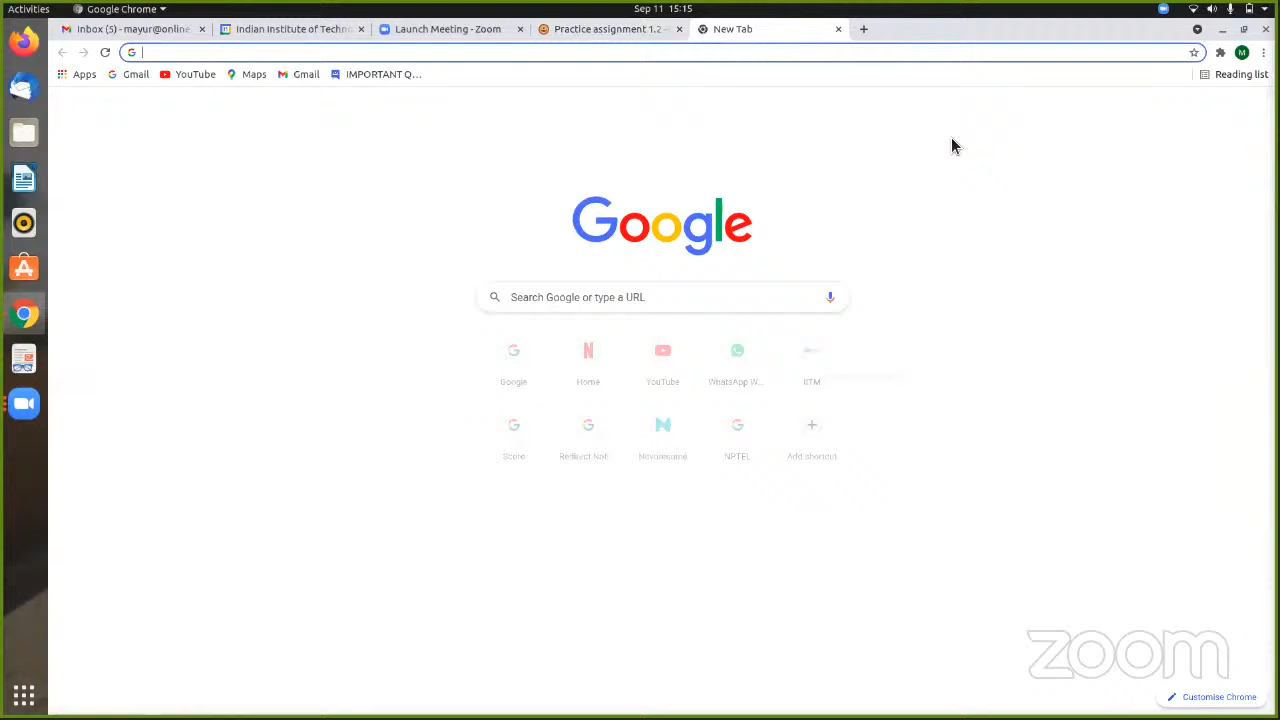 Activities Google Chrome Sep 11 15:15
Inbox (5) - mayur@online Indian Institute of Techno Launch Meeting - Zoom Practice assignment 1.2 - New Tab
Apps Gmail YouTube Maps Gmail IMPORTANT Q... Reading list
M
Google
Search Google or type a URL
Google Home YouTube WhatsApp W... IITM
Score Redirect Noti Novoresume NPTEL Add shortcut
zoom
Customise Chrome